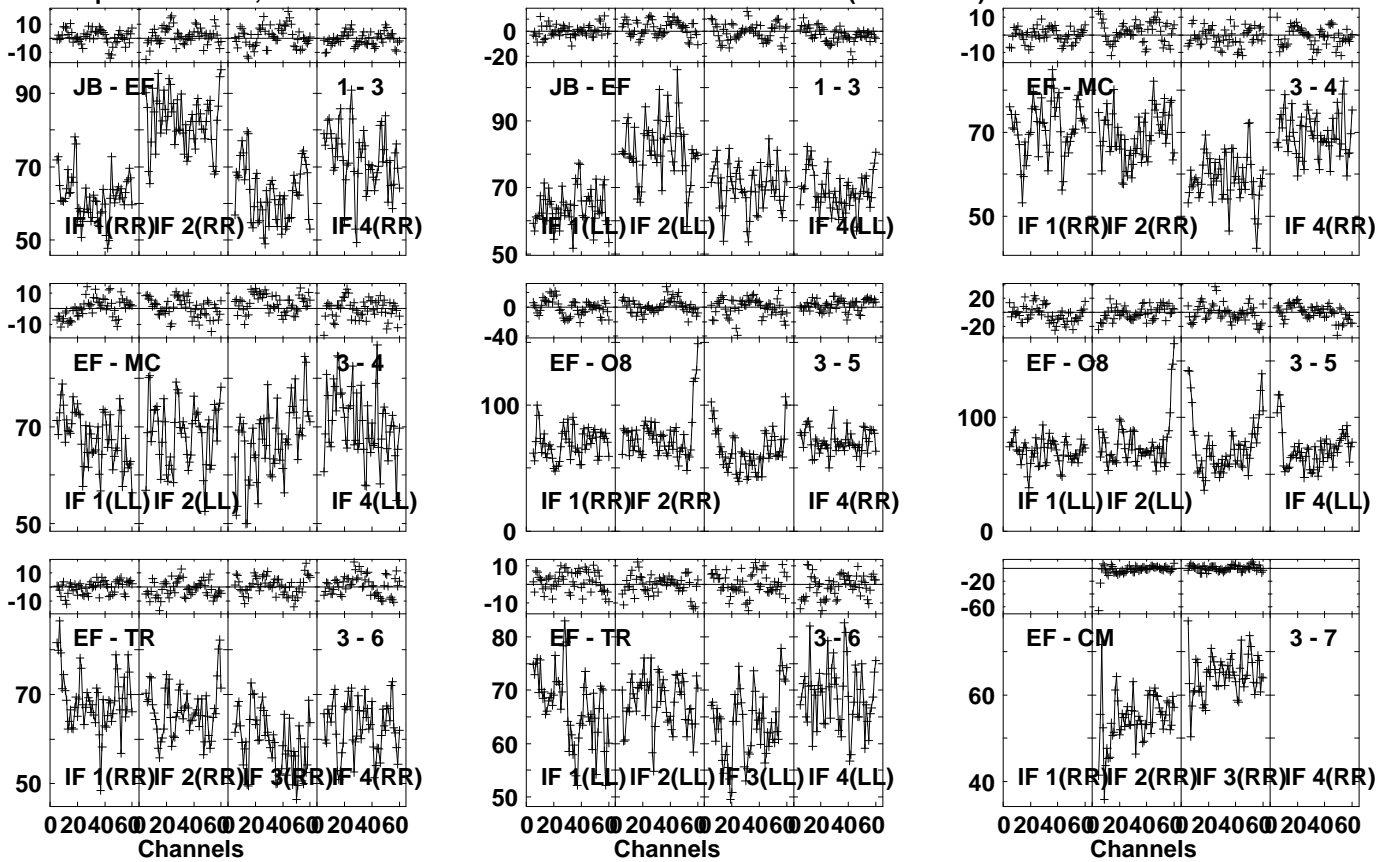 10
-10
JB - EF 1 - 3
90
70
50
IF 1(RR) IF 2(RR) IF 4(RR)
0
-20
JB - EF 1 - 3
90
70
50
IF 1(LL) IF 2(LL) IF 4(LL)
10
-10
EF - MC 3 - 4
70
50
IF 1(RR) IF 2(RR) IF 4(RR)
10
-10
EF - MC 3 - 4
70
50
IF 1(LL) IF 2(LL) IF 4(LL)
0
-40
EF - O8 3 - 5
100
0
IF 1(RR) IF 2(RR) IF 4(RR)
20
-20
EF - O8 3 - 5
100
0
IF 1(LL) IF 2(LL) IF 4(LL)
10
-10
EF - TR 3 - 6
70
50
IF 1(RR) IF 2(RR) IF 3(RR) IF 4(RR)
0 20 40 60 0 20 40 60 0 20 40 60 0 20 40 60
Channels
10
-10
EF - TR 3 - 6
80
70
60
50
IF 1(LL) IF 2(LL) IF 3(LL) IF 4(LL)
0 20 40 60 0 20 40 60 0 20 40 60 0 20 40 60
Channels
-20
-60
EF - CM 3 - 7
60
40
IF 1(RR) IF 2(RR) IF 3(RR) IF 4(RR)
0 20 40 60 0 20 40 60 0 20 40 60 0 20 40 60
Channels